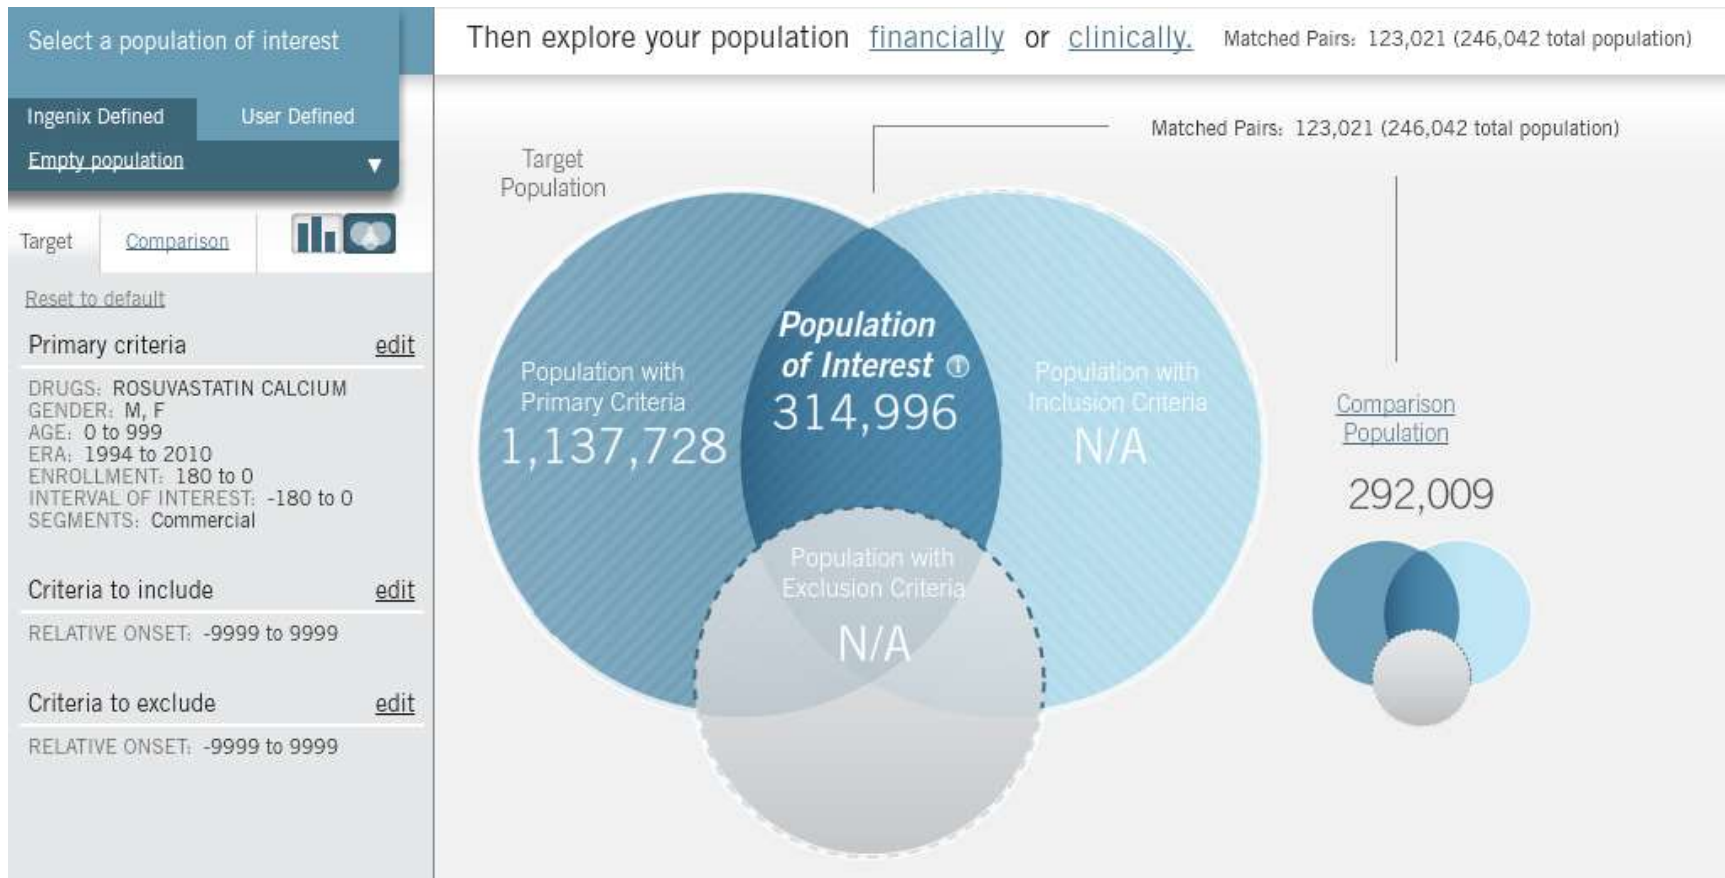 Select a population of interest
Ingenix Defined
User Defined
Empty population
Target
Comparison
Reset to default
Primary criteria
edit
DRUGS: ROSUVASTATIN CALCIUM
GENDER: M, F
AGE: 0 to 999
ERA: 1994 to 2010
ENROLLMENT: 180 to 0
INTERVAL OF INTEREST: -180 to 0
SEGMENTS: Commercial
Criteria to include
edit
RELATIVE ONSET: -9999 to 9999
Criteria to exclude
edit
RELATIVE ONSET: -9999 to 9999
Then explore your population financially or clinically. Matched Pairs: 123,021 (246,042 total population)
Matched Pairs: 123,021 (246,042 total population)
Target
Population
Population with
Primary Criteria
1,137,728
Population
of Interest
314,996
Population with
Inclusion Criteria
N/A
Population with
Exclusion Criteria
N/A
Comparison
Population
292,009